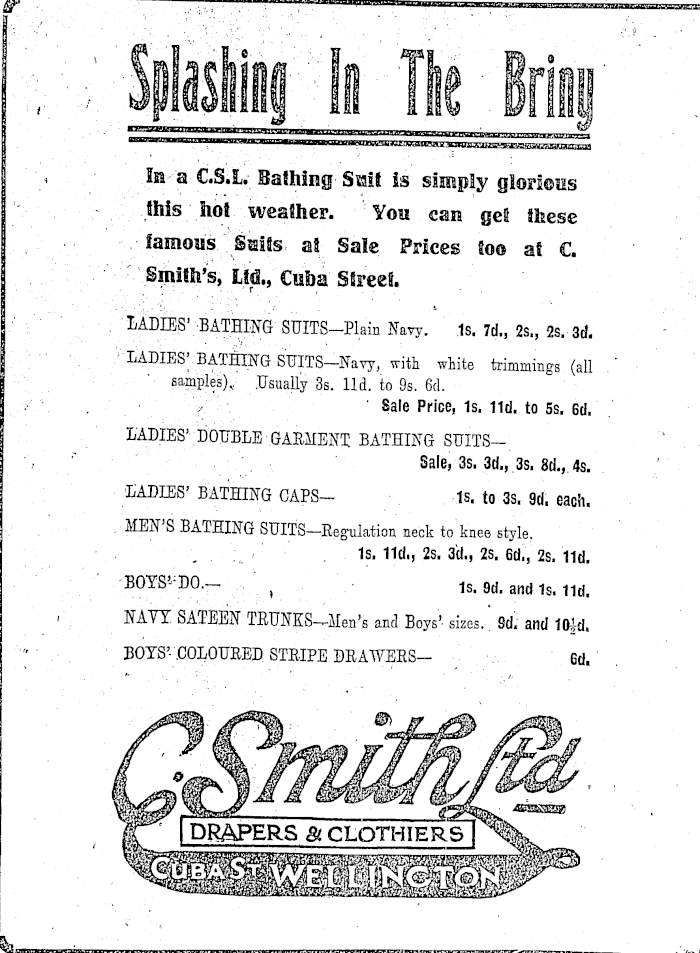 Splashing In The Briny
In a C.S.L. Bathing Suit is simply glorious
this hot weather. You can get these
famous Suits at Sale Prices too at C.
Smith's, Ltd., Cuba Street.
LADIES' BATHING SUITS—Plain Navy. 1s. 7d., 2s., 2s. 3d.
LADIES' BATHING SUITS—Navy, with white trimmings (all
samples). Usually 3s. 11d. to 9s. 6d.
Sale Price, 1s. 11d. to 5s. 6d.
LADIES' DOUBLE GARMENT BATHING SUITS—
Sale, 3s. 3d., 3s. 8d., 4s.
LADIES' BATHING CAPS— 1s. to 3s. 9d. each.
MEN'S BATHING SUITS—Regulation neck to knee style.
1s. 11d., 2s. 3d., 2s. 6d., 2s. 11d.
BOYS' DO.— 1s. 9d. and 1s. 11d.
NAVY SATEEN TRUNKS—Men's and Boys' sizes. 9d. and 10½d.
BOYS' COLOURED STRIPE DRAWERS— 6d.
C. Smith Ltd
DRAPERS & CLOTHIERS
CUBA ST WELLINGTON